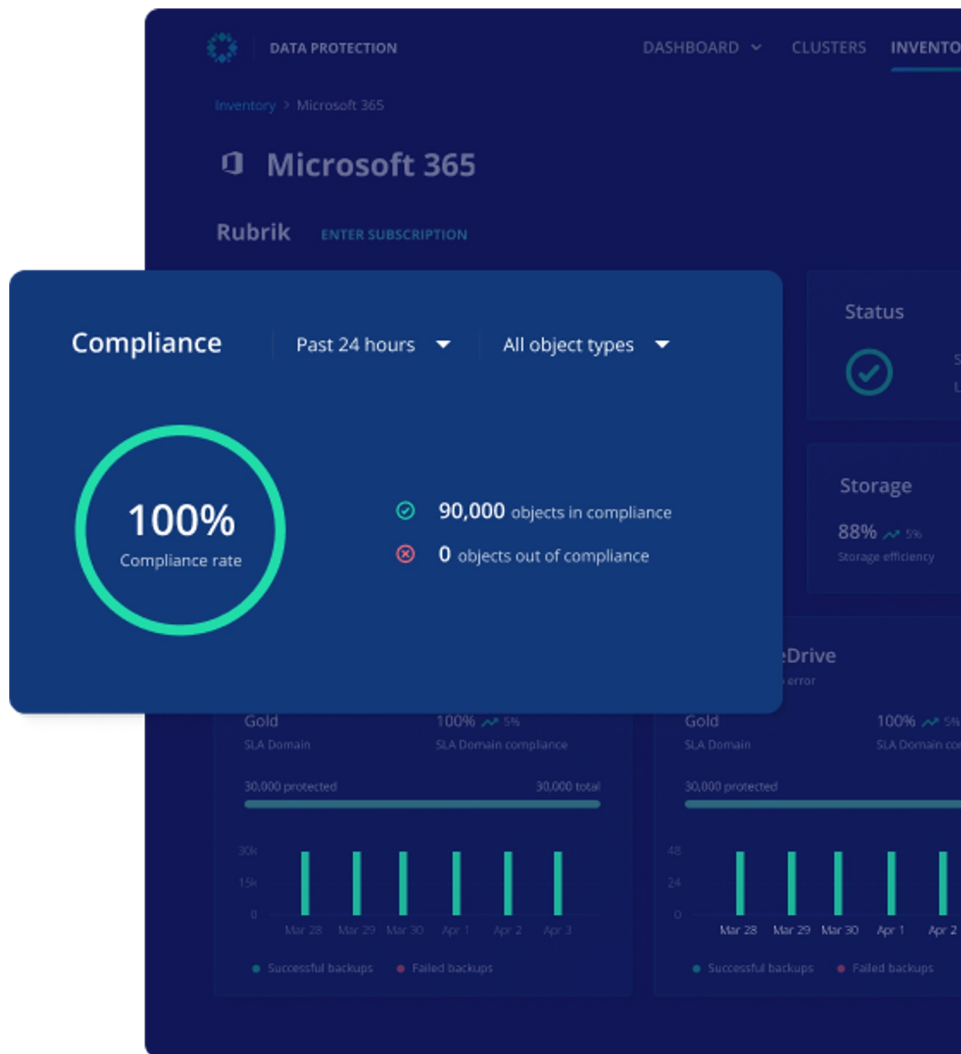 DATA PROTECTION
DASHBOARD CLUSTERS INVENTO
Inventory > Microsoft 365
Microsoft 365
Rubrik ENTER SUBSCRIPTION
Compliance Past 24 hours All object types
100%
Compliance rate
90,000 objects in compliance
0 objects out of compliance
Status
S
L
Storage
88% 5%
Storage efficiency
eDrive
error
Gold 100% 5%
SLA Domain SLA Domain compliance
30,000 protected 30,000 total
30k
15k
0
Mar 28 Mar 29 Mar 30 Apr 1 Apr 2 Apr 3
Successful backups Failed backups
Gold 100% 5%
SLA Domain SLA Domain co
30,000 protected
48
24
0
Mar 28 Mar 29 Mar 30 Apr 1 Apr 2
Successful backups Failed backups